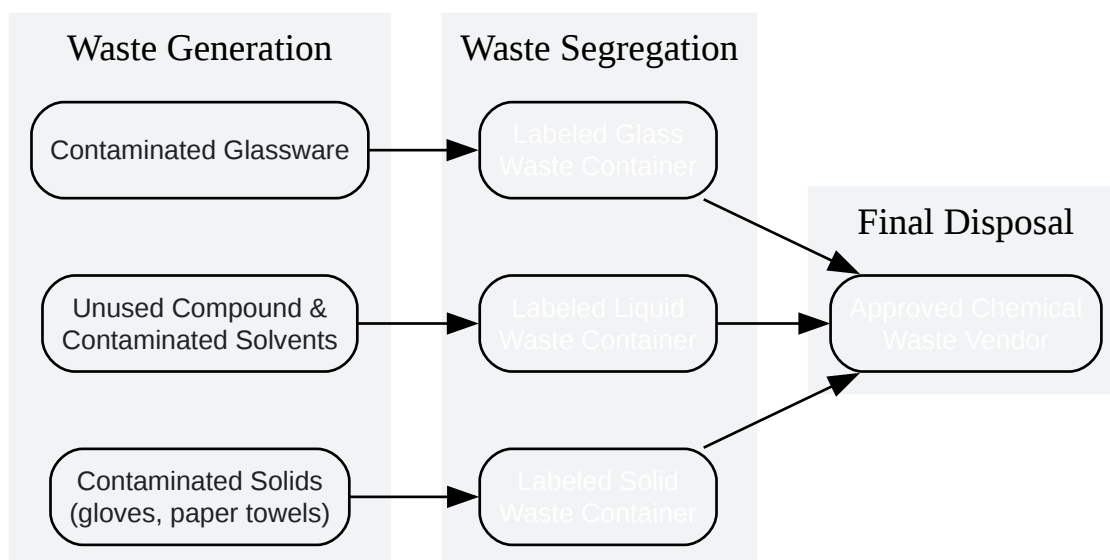 Waste Generation
Waste Segregation
Contaminated Glassware
Labeled Glass
Waste Container
Final Disposal
Unused Compound &
Contaminated Solvents
Labeled Liquid
Waste Container
Approved Chemical
Waste Vendor
Contaminated Solids
(gloves, paper towels)
Labeled Solid
Waste Container